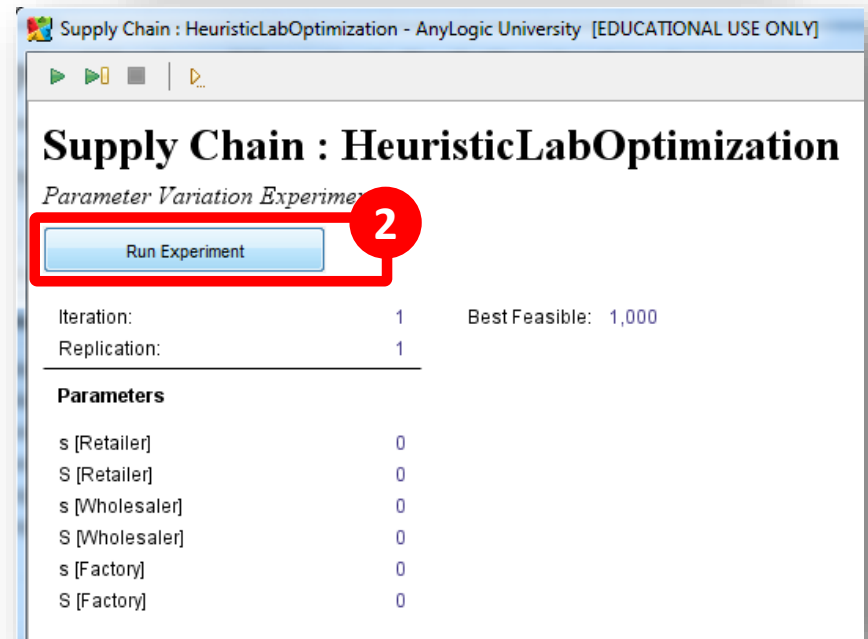 Supply Chain : HeuristicLabOptimization - AnyLogic University [EDUCATIONAL USE ONLY]
Supply Chain : HeuristicLabOptimization
Parameter Variation Experime
2
Run Experiment
Iteration: 1 Best Feasible: 1,000
Replication: 1
Parameters
s [Retailer] 0
S [Retailer] 0
s [Wholesaler] 0
S [Wholesaler] 0
s [Factory] 0
S [Factory] 0